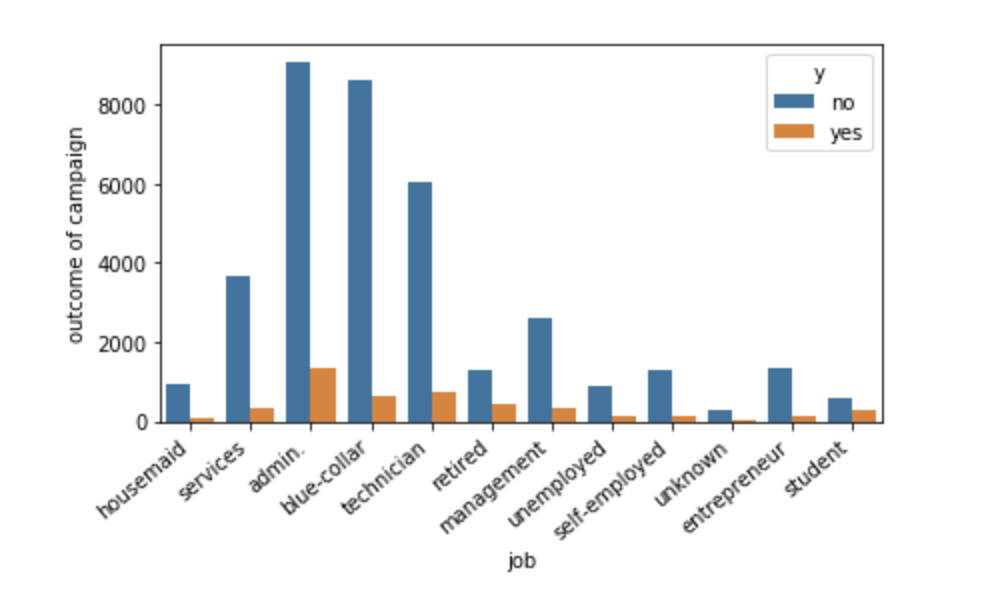 y
no
yes
outcome of campaign
8000
6000
4000
2000
0
housemaid
services
admin.
blue-collar
technician
retired
management
unemployed
self-employed
unknown
entrepreneur
student
job